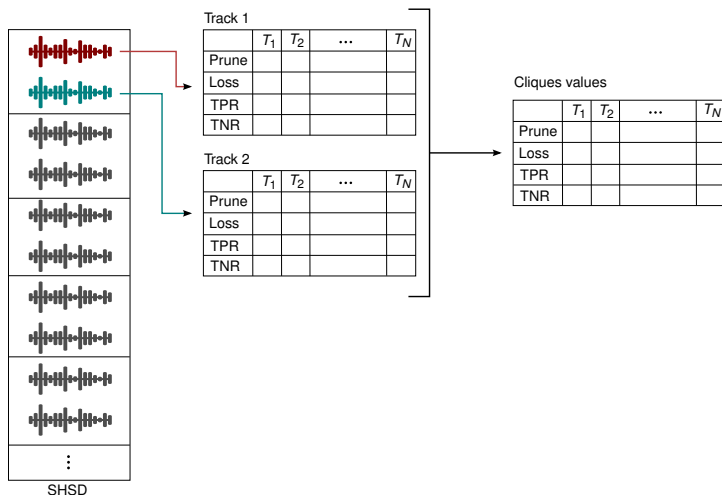 Track 1
T1 T2 ... TN
Prune
Loss
TPR
TNR
Track 2
T1 T2 ... TN
Prune
Loss
TPR
TNR
Cliques values
T1 T2 ... TN
Prune
Loss
TPR
TNR
⋮
SHSD